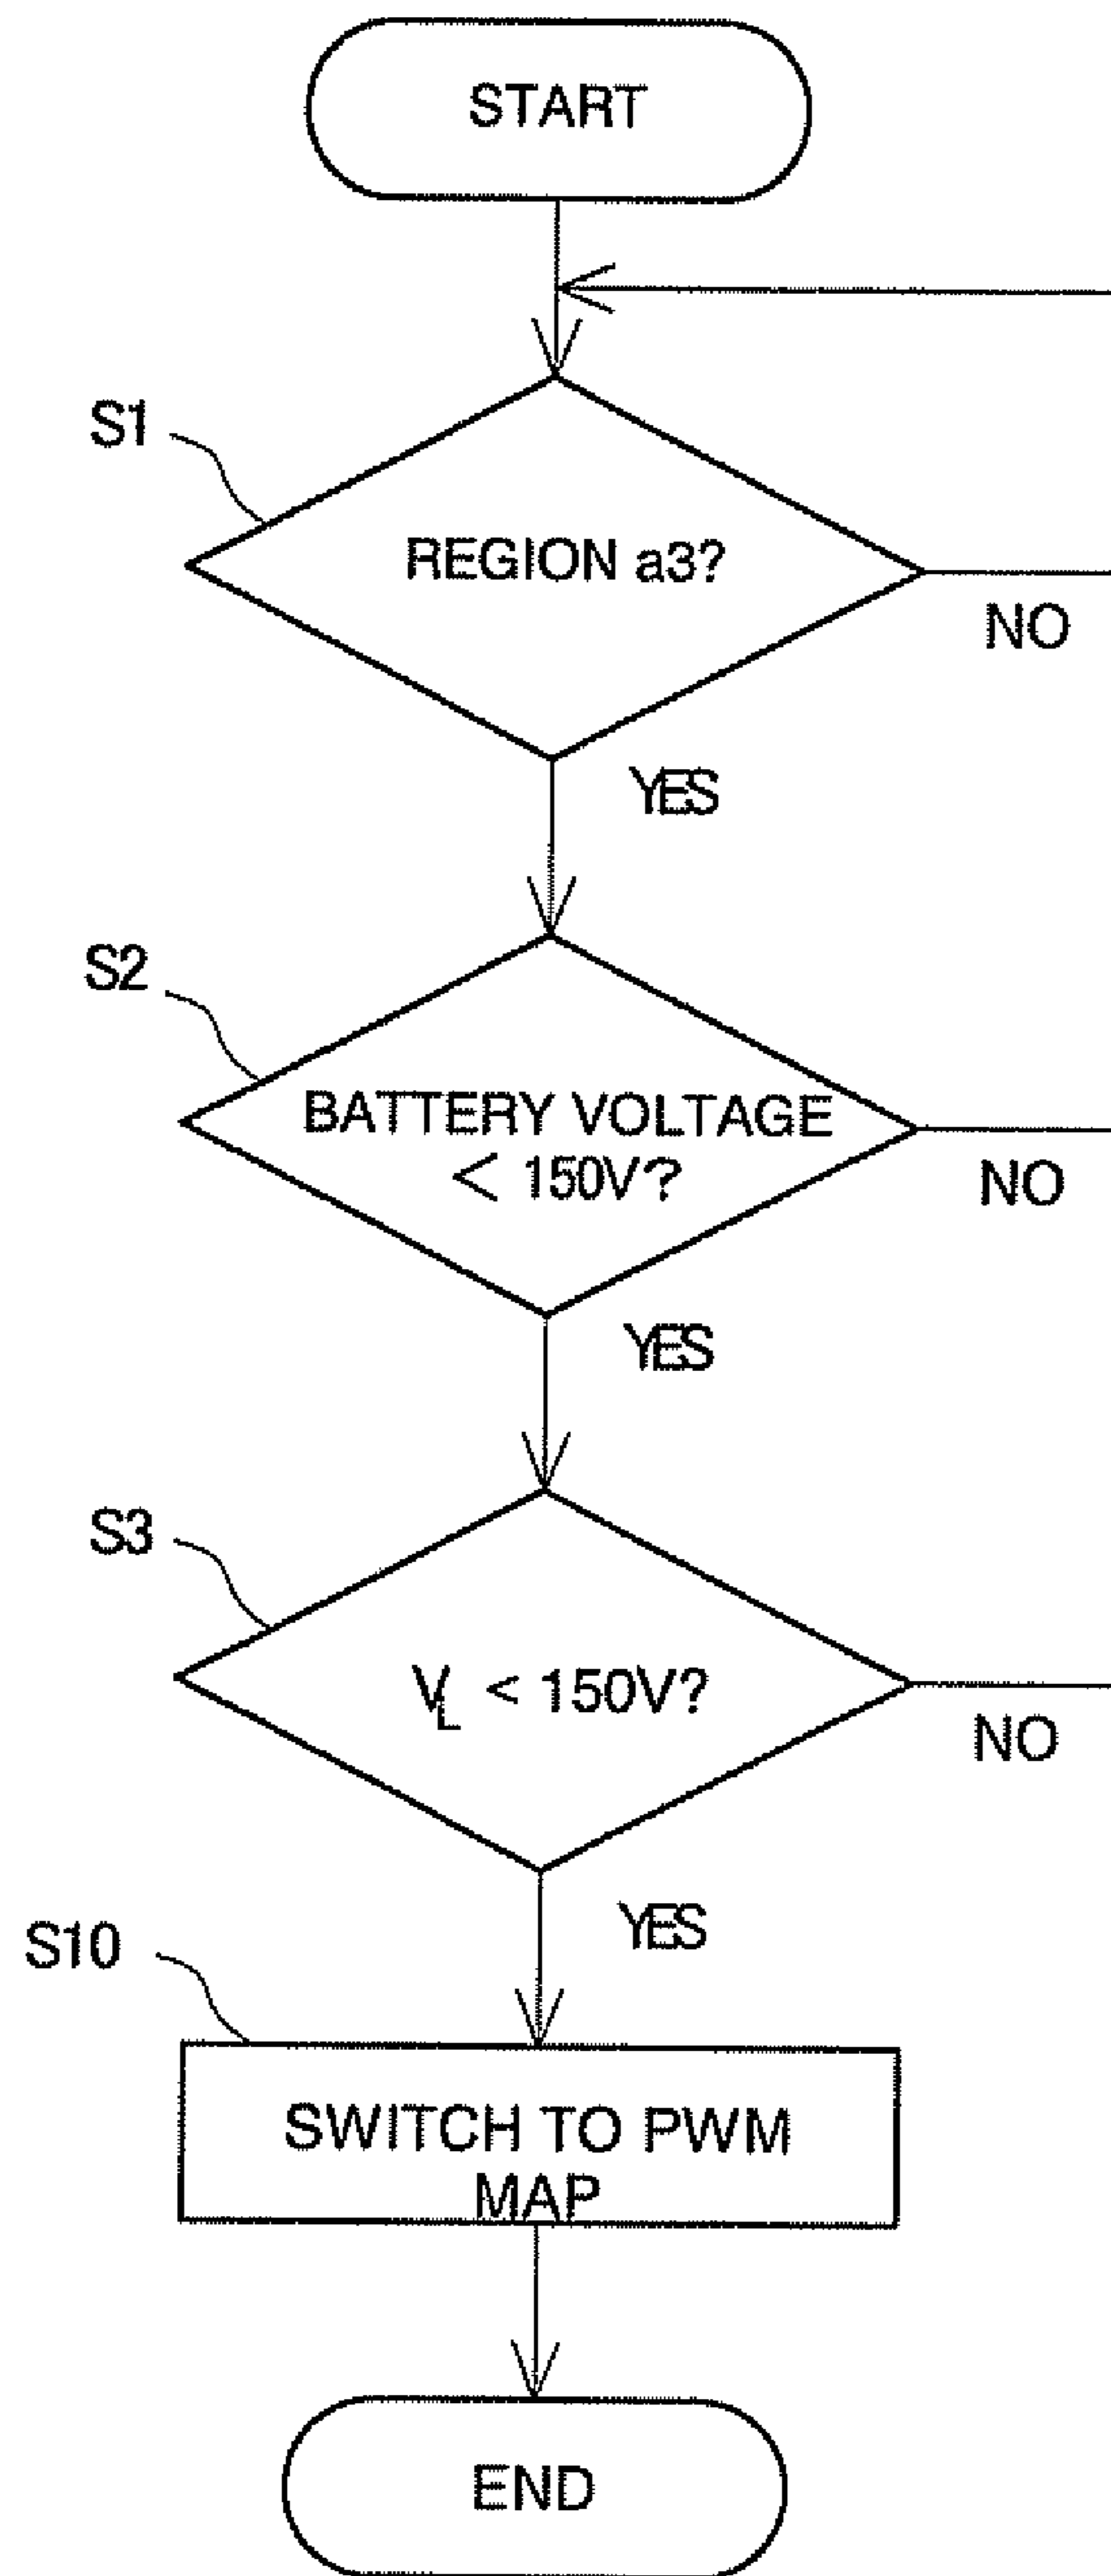 START
S1
REGION a3?
NO
YES
S2
BATTERY VOLTAGE
< 150V?
NO
YES
S3
VL < 150V?
NO
YES
S10
SWITCH TO PWM
MAP
END